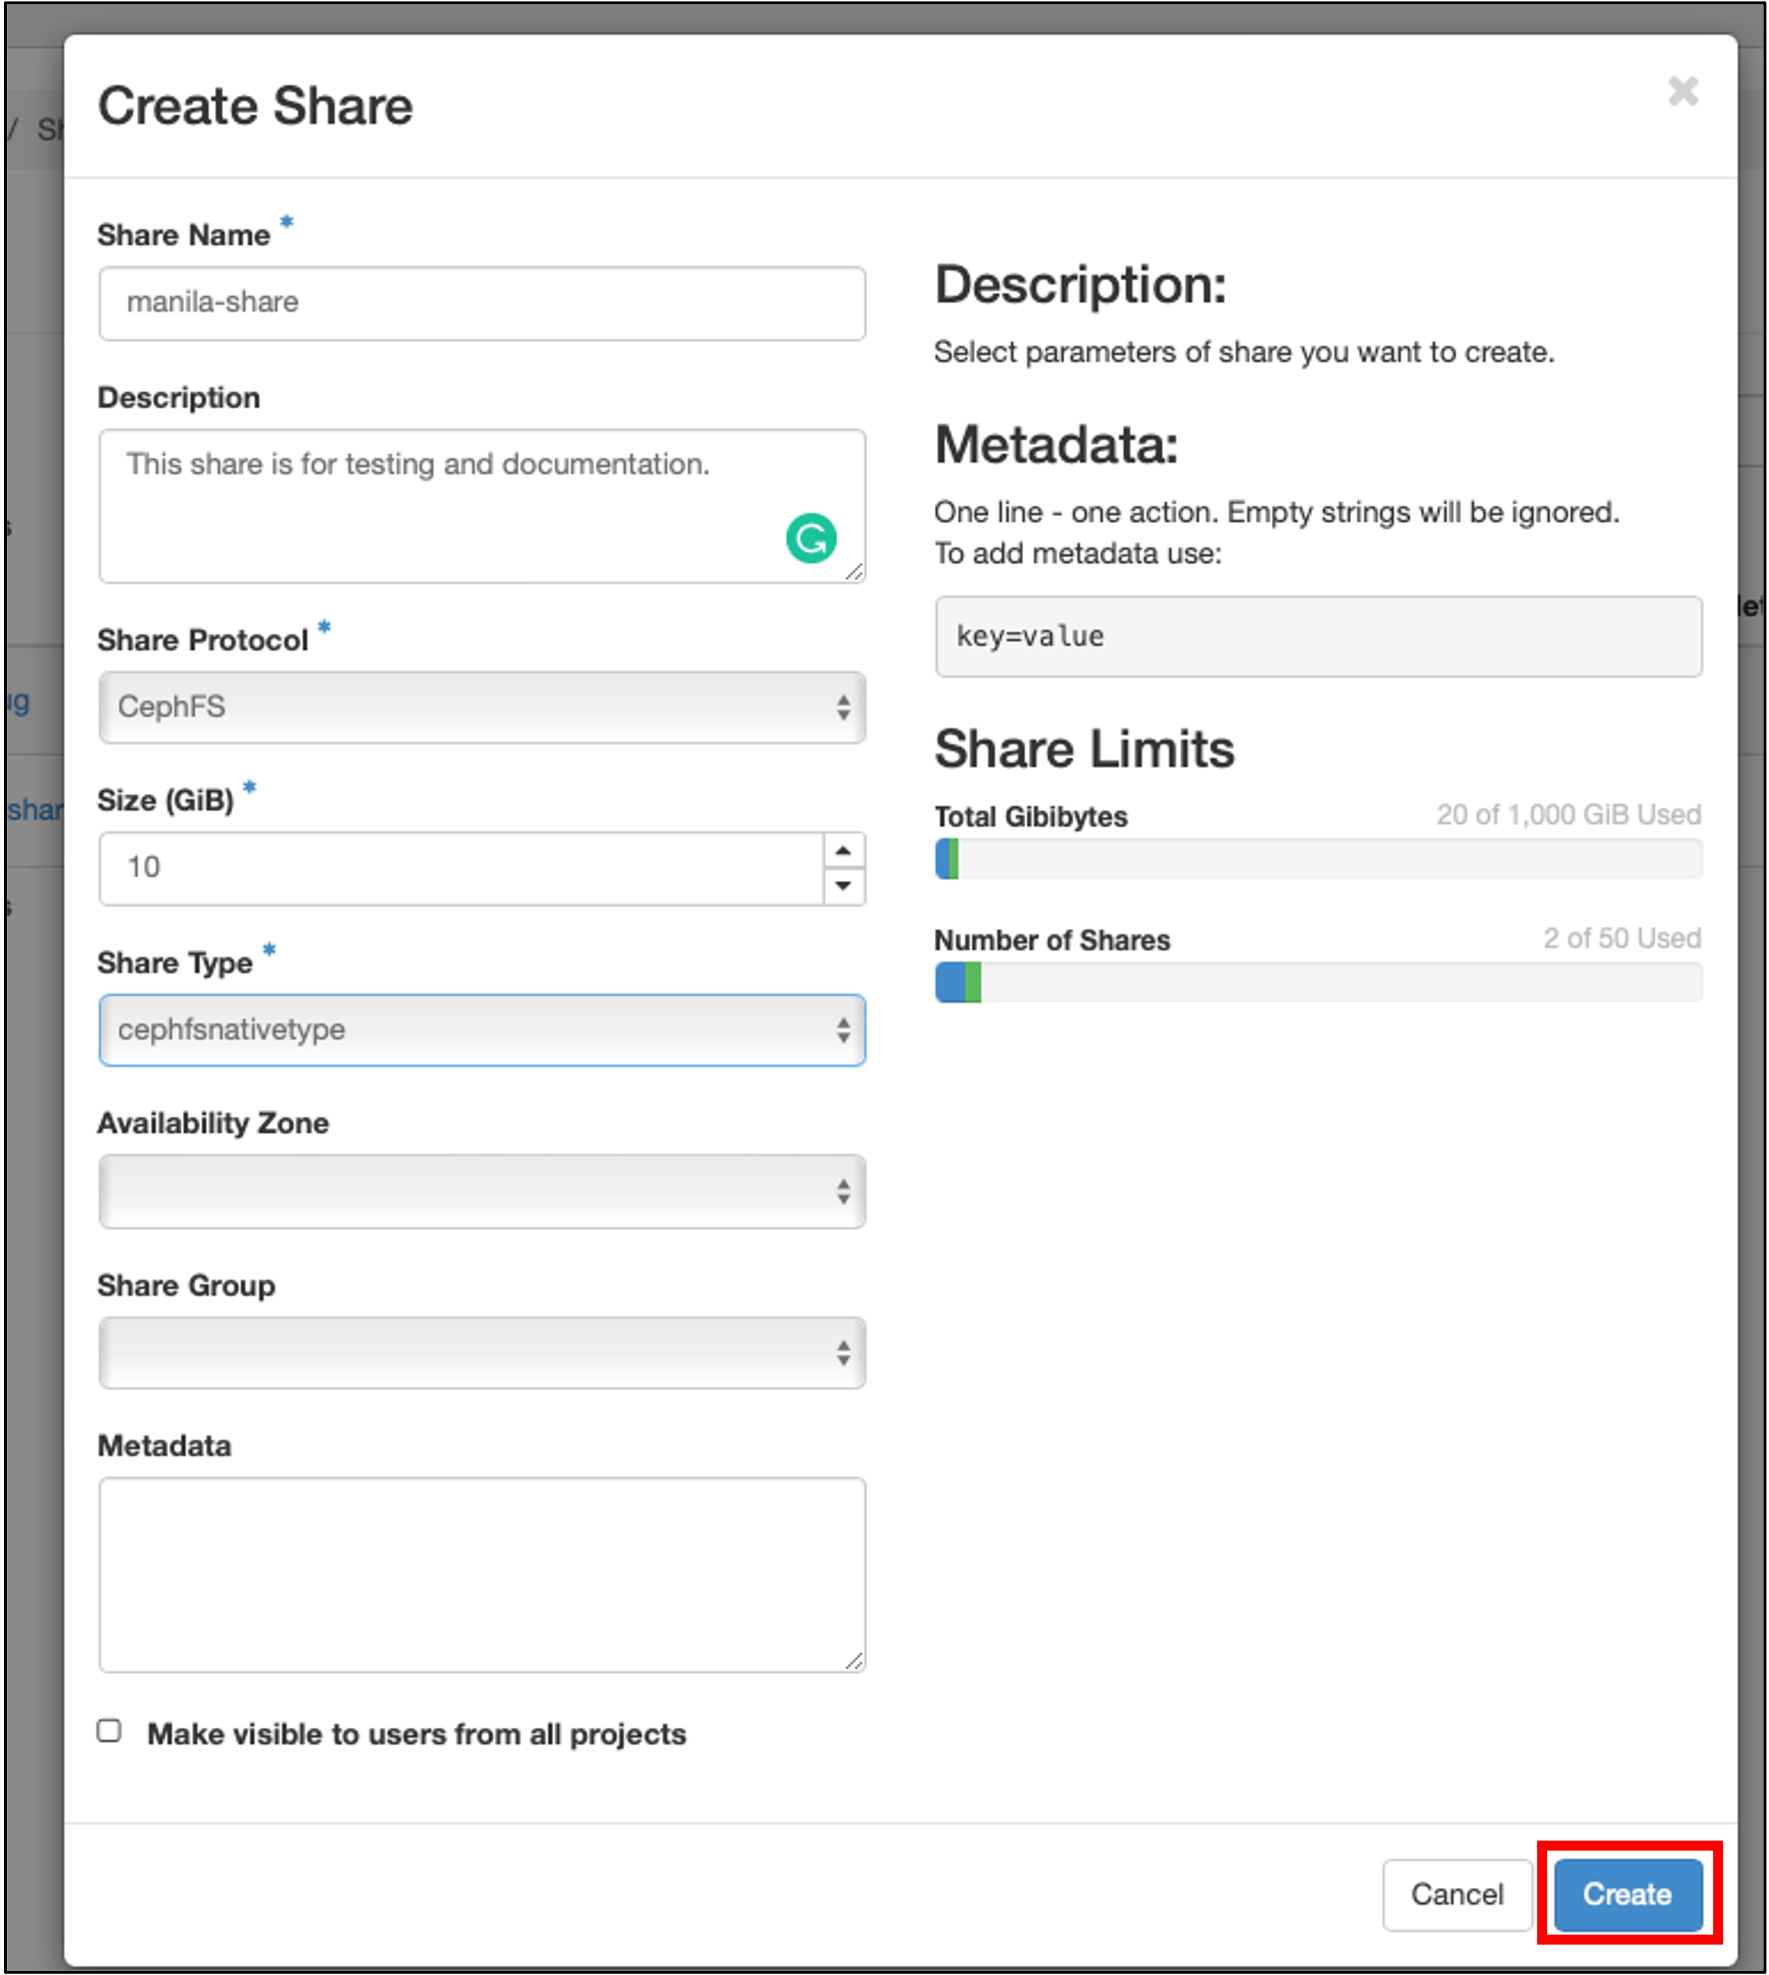 Create Share
Share Name *
manila-share
Description
This share is for testing and documentation.
Share Protocol *
CephFS
Size (GiB) *
10
Share Type *
cephfsnativetype
Availability Zone
Share Group
Metadata
Make visible to users from all projects
Description:
Select parameters of share you want to create.
Metadata:
One line - one action. Empty strings will be ignored.
To add metadata use:
key=value
Share Limits
Total Gibibytes
20 of 1,000 GiB Used
Number of Shares
2 of 50 Used
Cancel
Create